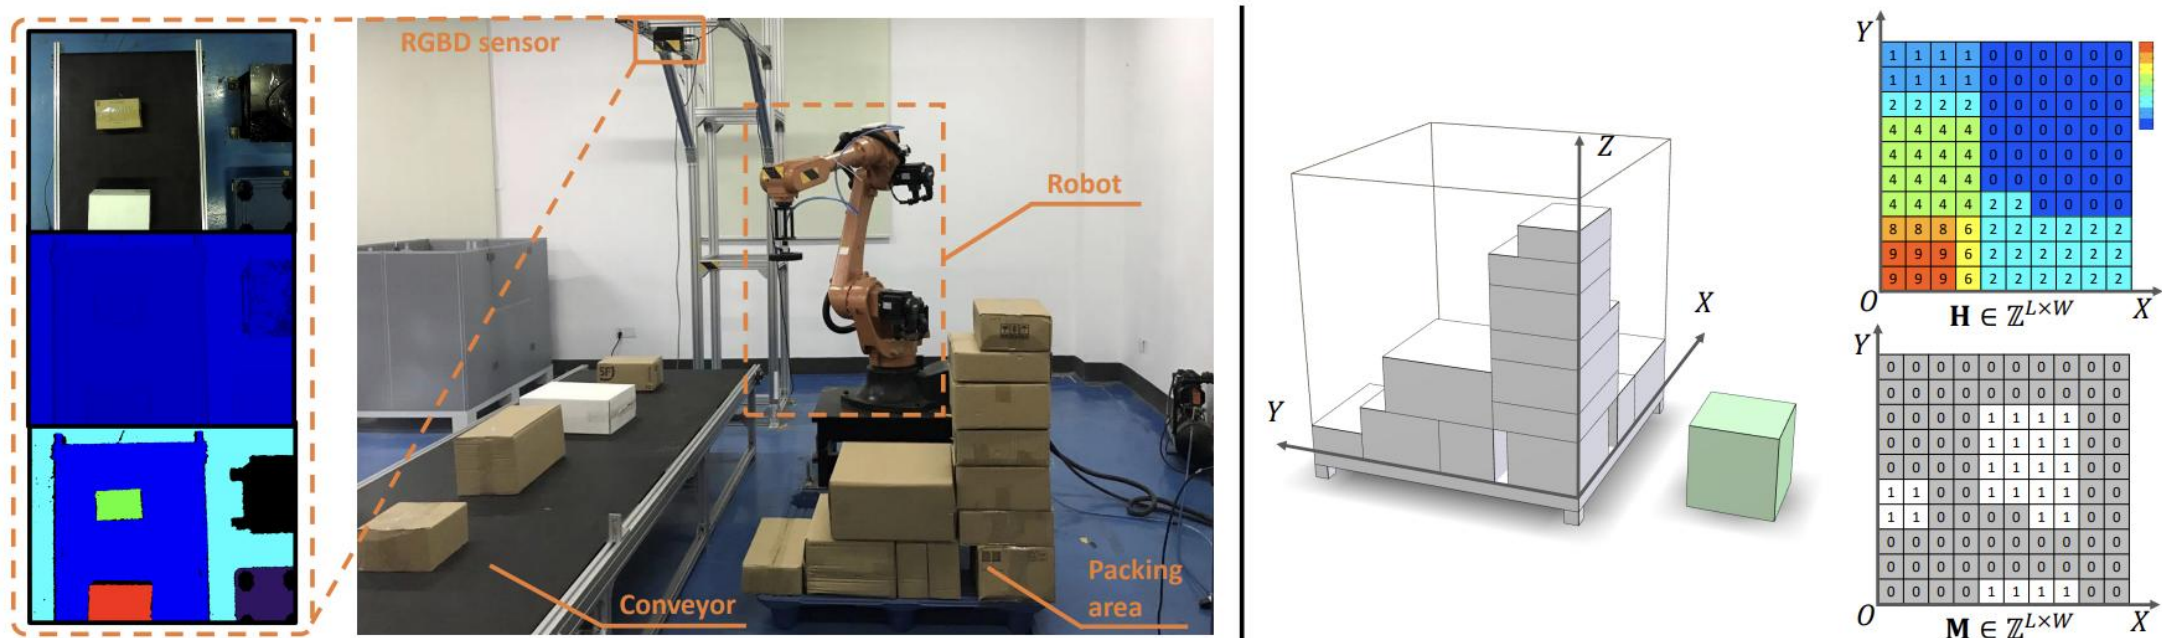 RGBD sensor
Robot
Conveyor
Packing
area
SF
Z
X
Y
Y
1 1 1 1 0 0 0 0 0 0
1 1 1 1 0 0 0 0 0 0
2 2 2 2 0 0 0 0 0 0
4 4 4 4 0 0 0 0 0 0
4 4 4 4 0 0 0 0 0 0
4 4 4 4 0 0 0 0 0 0
4 4 4 4 2 2 0 0 0 0
8 8 8 6 2 2 2 2 2 2
9 9 9 6 2 2 2 2 2 2
9 9 9 6 2 2 2 2 2 2
O
X
H ∈ ℤ^{L×W}
Y
0 0 0 0 0 0 0 0 0 0
0 0 0 0 0 0 0 0 0 0
0 0 0 0 1 1 1 1 0 0
0 0 0 0 1 1 1 1 0 0
0 0 0 0 1 1 1 1 0 0
1 1 0 0 1 1 1 1 0 0
1 1 0 0 0 0 1 1 0 0
0 0 0 0 0 0 0 0 0 0
0 0 0 0 0 0 0 0 0 0
0 0 0 0 1 1 1 1 0 0
O
X
M ∈ ℤ^{L×W}